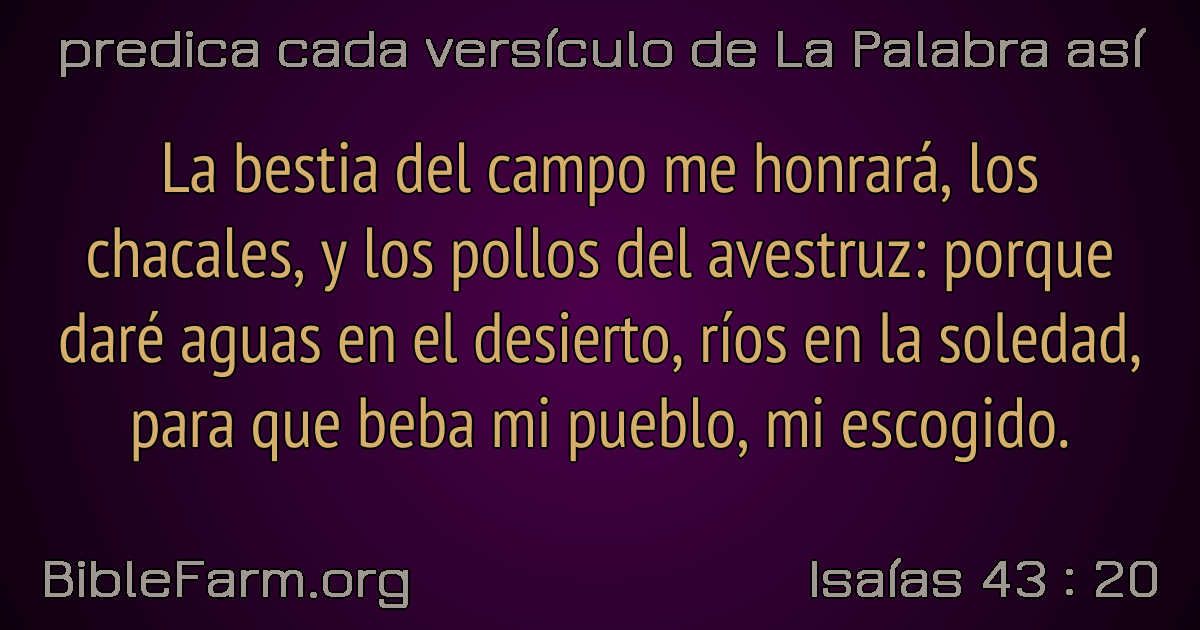 predica cada versículo de La Palabra así
La bestia del campo me honrará, los
chacales, y los pollos del avestruz: porque
daré aguas en el desierto, ríos en la soledad,
para que beba mi pueblo, mi escogido.
BibleFarm.org
Isaías 43 : 20